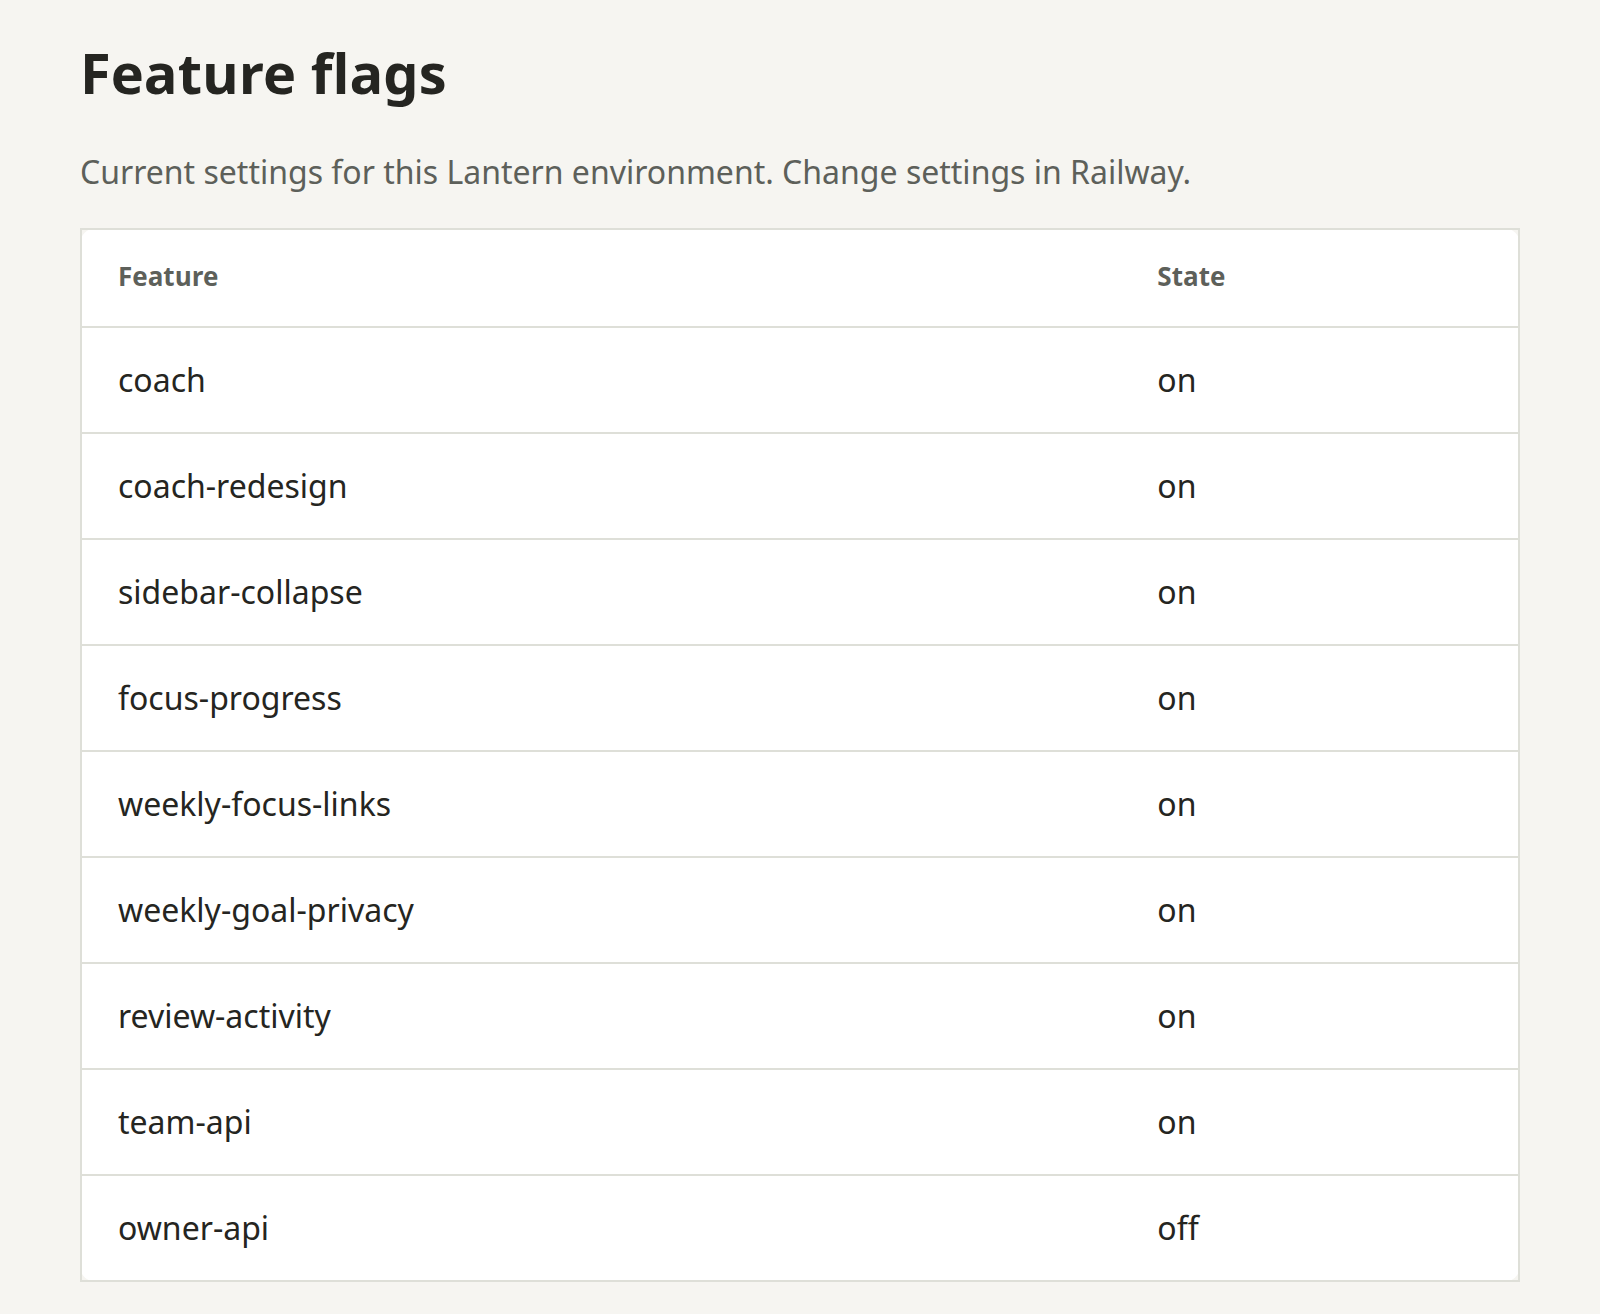 Feature flags
Current settings for this Lantern environment. Change settings in Railway.
Feature State
coach on
coach-redesign on
sidebar-collapse on
focus-progress on
weekly-focus-links on
weekly-goal-privacy on
review-activity on
team-api on
owner-api off